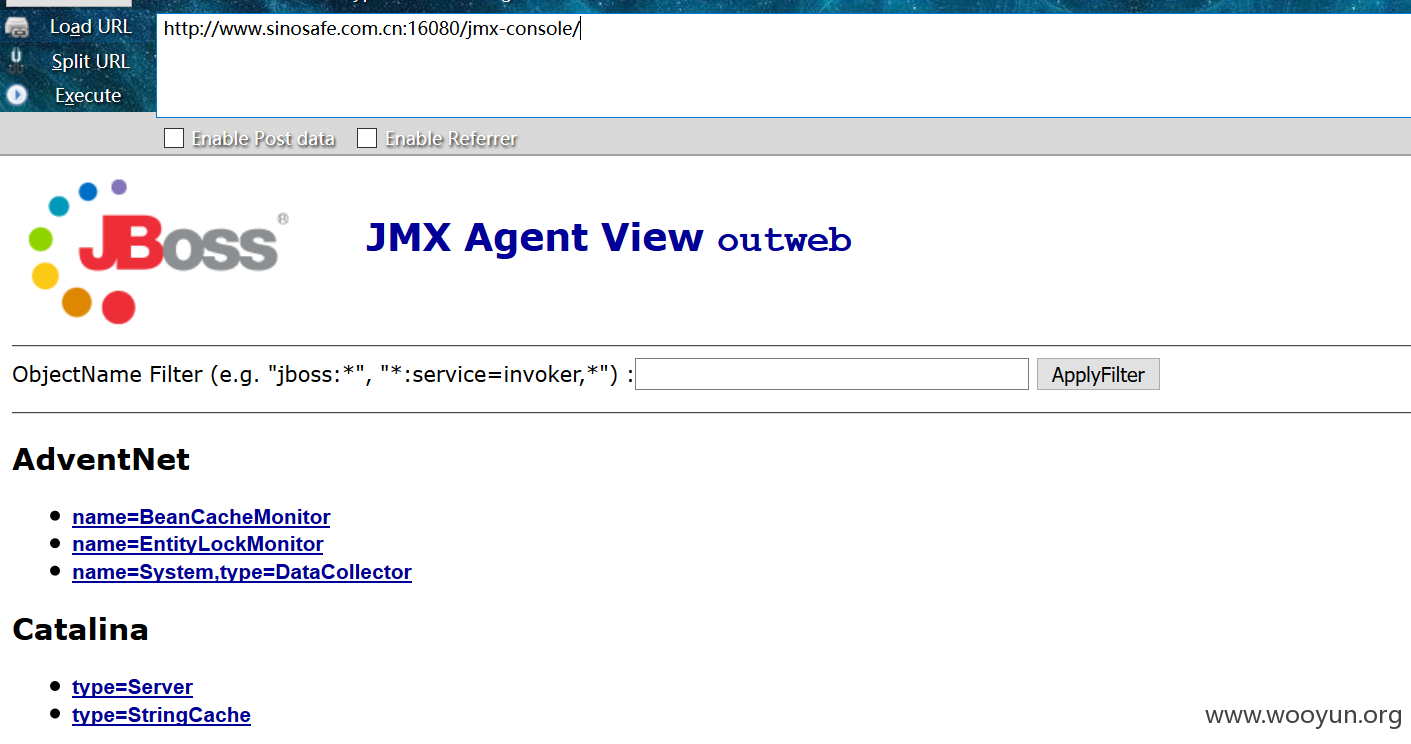 Load URL
http://www.sinosafe.com.cn:16080/jmx-console/
Split URL
Execute
Enable Post data
Enable Referrer
JBoss®
JMX Agent View outweb
ObjectName Filter (e.g. "jboss:*", "*:service=invoker,*") :
ApplyFilter
AdventNet
name=BeanCacheMonitor
name=EntityLockMonitor
name=System,type=DataCollector
Catalina
type=Server
type=StringCache
www.wooyun.org